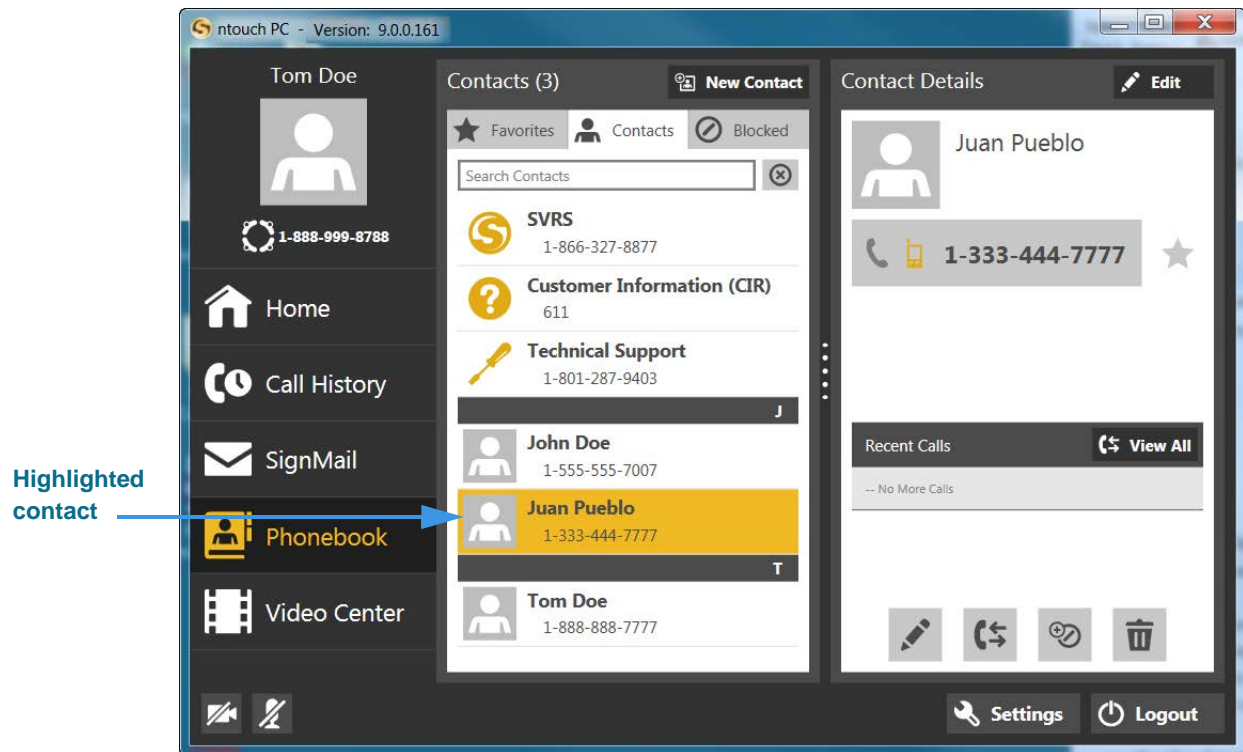 ntouch PC - Version: 9.0.0.161
Tom Doe
1-888-999-8788
Home
Call History
SignMail
Phonebook
Video Center
Contacts (3)
New Contact
Favorites
Contacts
Blocked
Search Contacts
SVRS
1-866-327-8877
Customer Information (CIR)
611
Technical Support
1-801-287-9403
J
John Doe
1-555-555-7007
Juan Pueblo
1-333-444-7777
T
Tom Doe
1-888-888-7777
Contact Details
Edit
Juan Pueblo
1-333-444-7777
Recent Calls
View All
-- No More Calls
Settings
Logout
Highlighted
contact